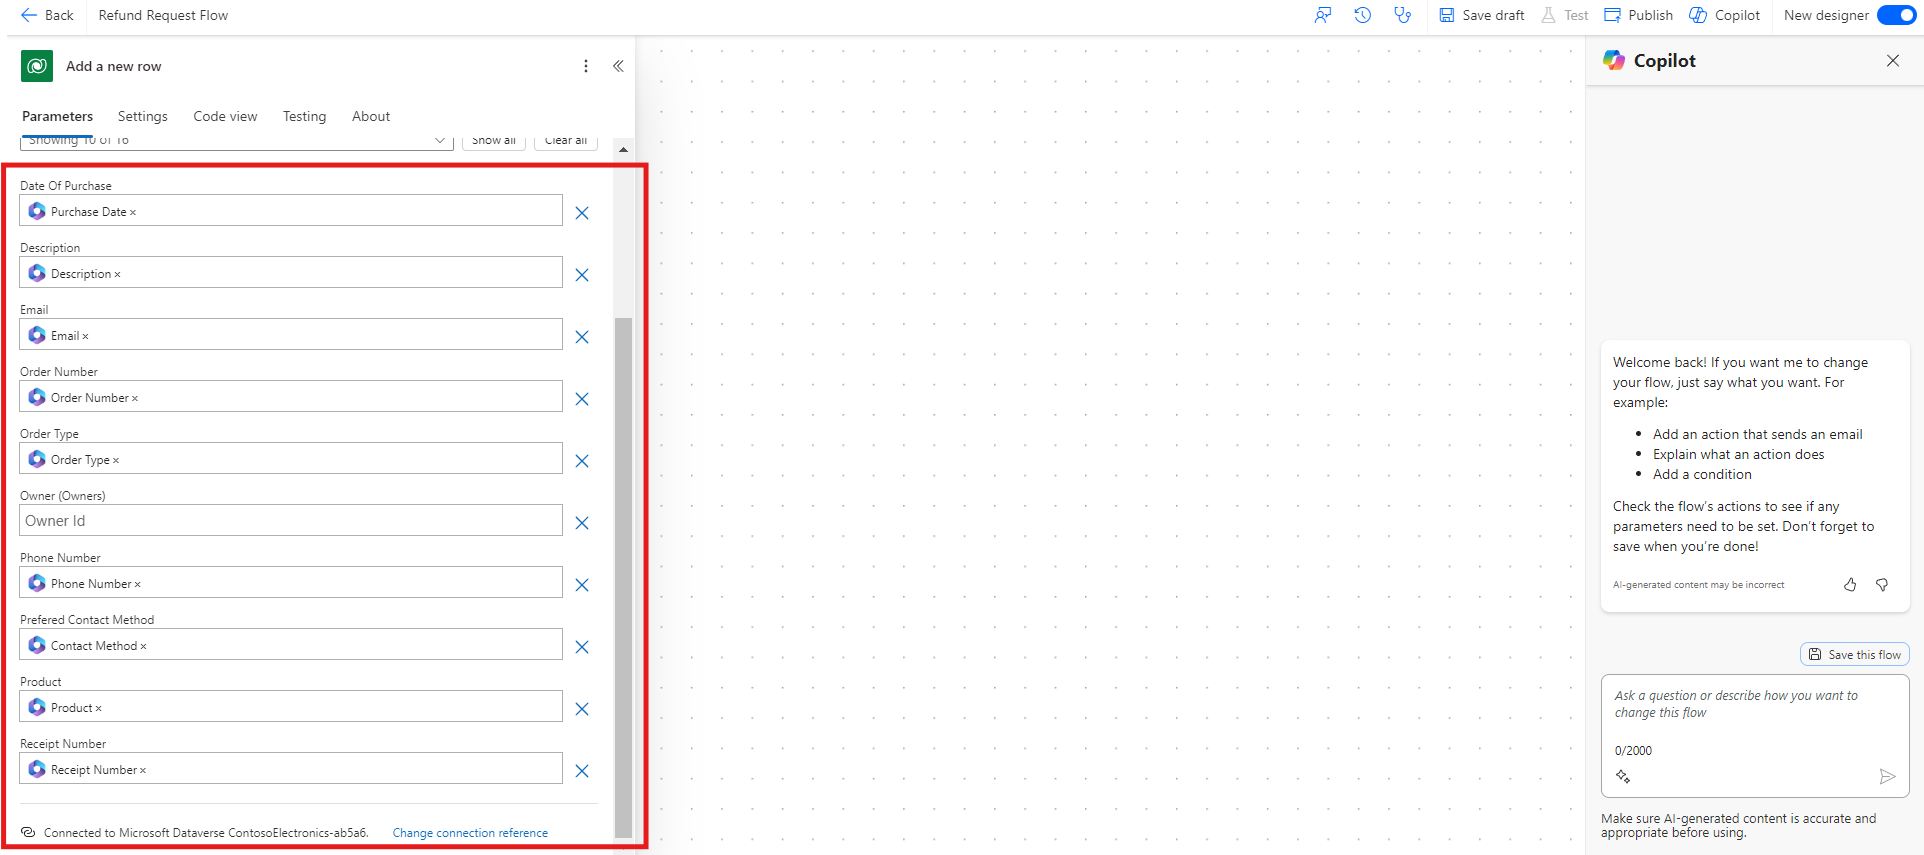 Back
Refund Request Flow
Save draft
Test
Publish
Copilot
New designer
Add a new row
Parameters
Settings
Code view
Testing
About
Showing 10 of 16
Show all
Clear all
Date Of Purchase
Purchase Date ×
Description
Description ×
Email
Email ×
Order Number
Order Number ×
Order Type
Order Type ×
Owner (Owners)
Owner Id
Phone Number
Phone Number ×
Prefered Contact Method
Contact Method ×
Product
Product ×
Receipt Number
Receipt Number ×
Connected to Microsoft Dataverse ContosoElectronics-ab5a6.
Change connection reference
Copilot
Welcome back! If you want me to change
your flow, just say what you want. For
example:
• Add an action that sends an email
• Explain what an action does
• Add a condition
Check the flow's actions to see if any
parameters need to be set. Don't forget to
save when you're done!
AI-generated content may be incorrect
Save this flow
Ask a question or describe how you want to
change this flow
0/2000
Make sure AI-generated content is accurate and
appropriate before using.